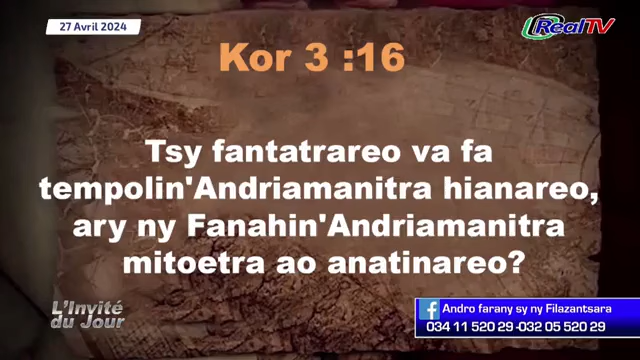 27 Avril 2024
RealTV
Kor 3 :16
Tsy fantatrareo va fa
tempolin'Andriamanitra hianareo,
ary ny Fanahin'Andriamanitra
mitoetra ao anatinareo?
L'Invité
du Jour
Andro farany sy ny Filazantsara
034 11 520 29 -032 05 520 29